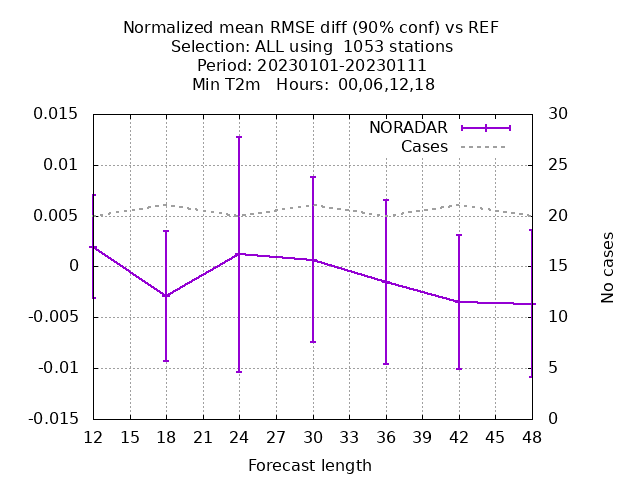 Normalized mean RMSE diff (90% conf) vs REF
Selection: ALL using  1053 stations
Period: 20230101-20230111
Min T2m   Hours:  00,06,12,18
NORADAR
Cases
0.015
0.01
0.005
0
-0.005
-0.01
-0.015
30
25
20
15
10
5
0
No cases
12 15 18 21 24 27 30 33 36 39 42 45 48
Forecast length